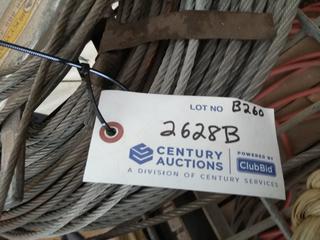 LOT NO B260
2628B
CENTURY AUCTIONS
POWERED BY
ClubBid
A DIVISION OF CENTURY SERVICES